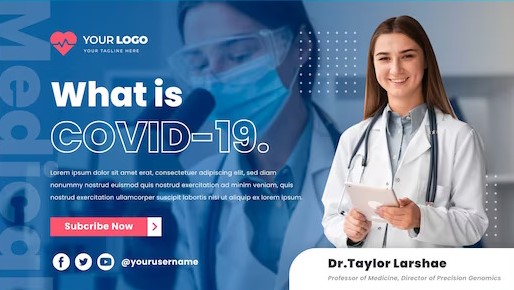 Medical
YOUR LOGO
YOUR TAGLINE HERE
What is
COVID-19.
Lorem ipsum dolor sit amet, consectetuer adipiscing elit, sed diam
nonummy nostrud euismod quis nostrud exercitation ad minim veniam, quis
nostrud exercitation ullamcorper suscipit lobortis nisl ut aliquip ex lorem ipsum.
Subcribe Now
@yourusername
Dr.Taylor Larshae
Professor of Medicine, Director of Precision Genomics